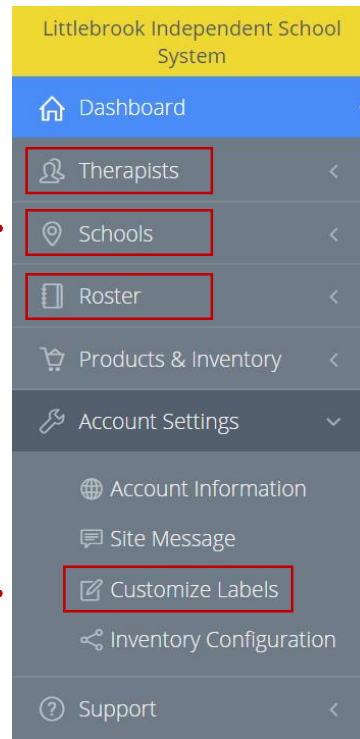 Littlebrook Independent School
System
Dashboard
Therapists
Schools
Roster
Products & Inventory
Account Settings
Account Information
Site Message
Customize Labels
Inventory Configuration
Support